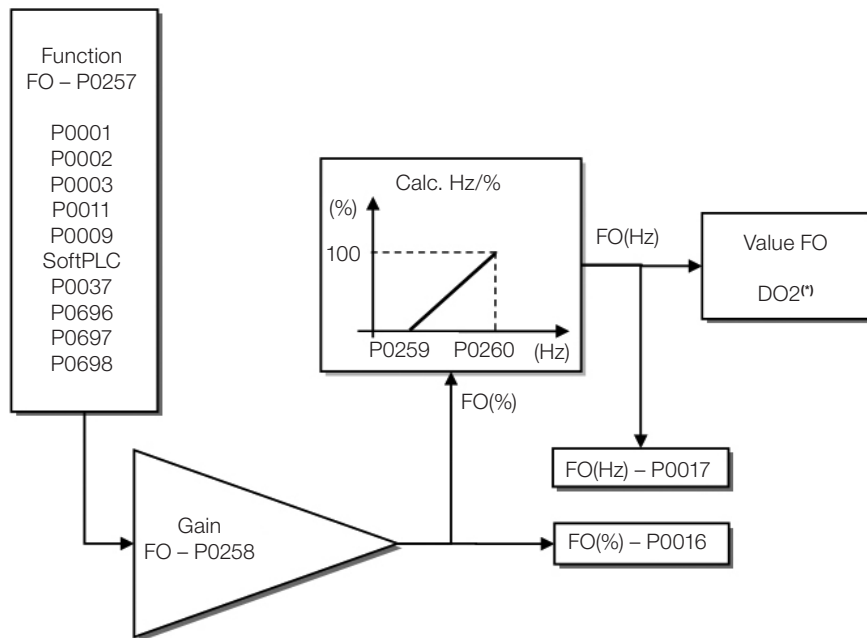 Function
FO – P0257
P0001
P0002
P0003
P0011
P0009
SoftPLC
P0037
P0696
P0697
P0698
Gain
FO – P0258
Calc. Hz/%
(%)
100
P0259 P0260 (Hz)
FO(%)
FO(Hz)
Value FO
DO2(*)
FO(Hz) – P0017
FO(%) – P0016